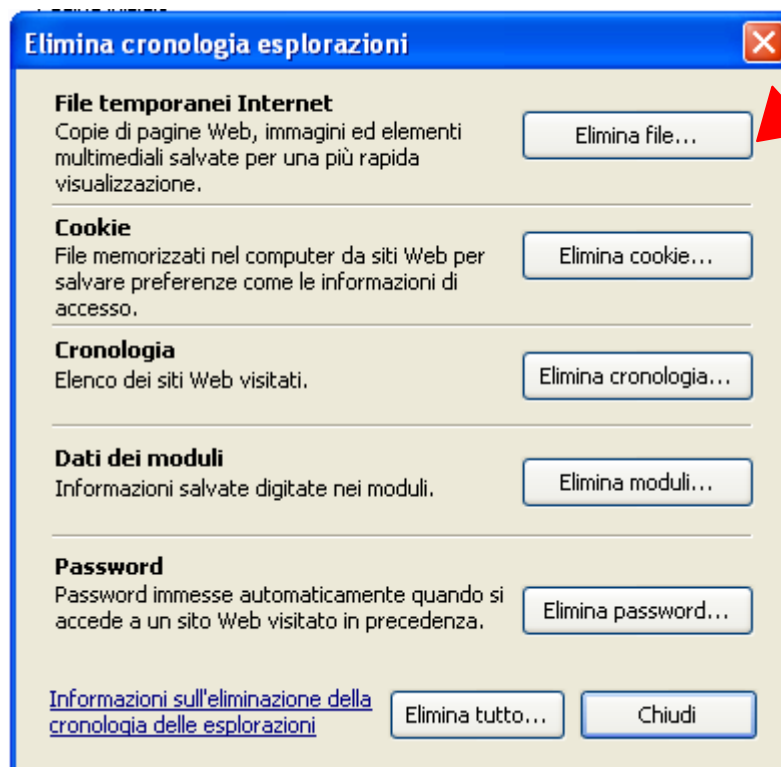 Elimina cronologia esplorazioni
File temporanei Internet
Copie di pagine Web, immagini ed elementi
multimediali salvate per una più rapida
visualizzazione.
Elimina file...
Cookie
File memorizzati nel computer da siti Web per
salvare preferenze come le informazioni di
accesso.
Elimina cookie...
Cronologia
Elenco dei siti Web visitati.
Elimina cronologia...
Dati dei moduli
Informazioni salvate digitate nei moduli.
Elimina moduli...
Password
Password immesse automaticamente quando si
accede a un sito Web visitato in precedenza.
Elimina password...
Informazioni sull'eliminazione della
cronologia delle esplorazioni
Elimina tutto...
Chiudi